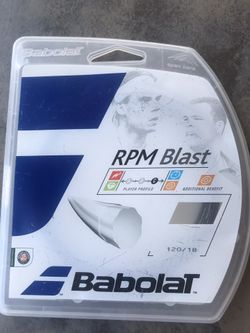 BabolaT
RPM Blast
PLAYER PROFILE
ADDITIONAL BENEFIT
L
120/18
BabolaT